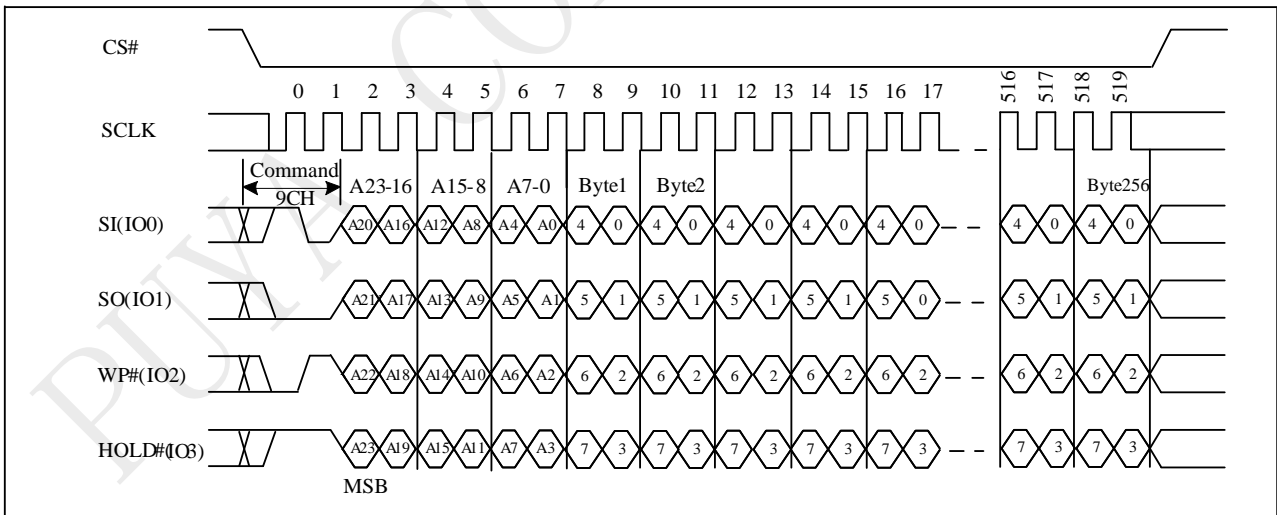 PUYA CO
CS#
0 1 2 3 4 5 6 7 8 9 10 11 12 13 14 15 16 17 516 517 518 519
SCLK
Command
9CH
A23-16 A15-8 A7-0 Byte1 Byte2 Byte256
SI(IO0) A20 A16 A12 A8 A4 A0 4 0 4 0 4 0 4 0 4 0 4 0 4 0
SO(IO1) A21 A17 A13 A9 A5 A1 5 1 5 1 5 1 5 1 5 0 5 1 5 1
WP#(IO2) A22 A18 A14 A10 A6 A2 6 2 6 2 6 2 6 2 6 2 6 2 6 2
HOLD#(IO3) A23 A19 A15 A11 A7 A3 7 3 7 3 7 3 7 3 7 3 7 3 7 3
MSB